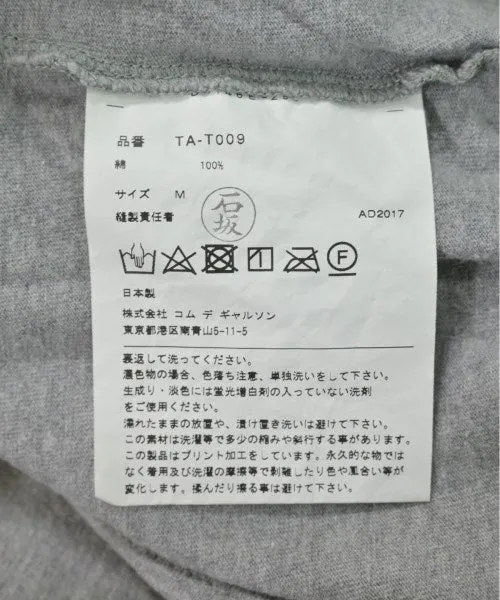 品番 TA-T009
綿 100%
サイズ M
石坂
縫製責任者
AD2017
F
日本製
株式会社 コム デ ギャルソン
東京都港区南青山5-11-5
裏返して洗ってください。
濃色物の場合、色落ち注意、単独洗いをして下さい。
生成り・淡色には蛍光増白剤の入っていない洗剤
をご使用ください。
濡れたままの放置や、漬け置き洗いは避けて下さい。
この素材は洗濯等で多少の縮みや斜行する事があります。
この製品はプリント加工をしています。永久的な物では
なく着用及び洗濯の摩擦等で剥離したり色や風合い等が
変化します。揉んだり擦る事は避けて下さい。